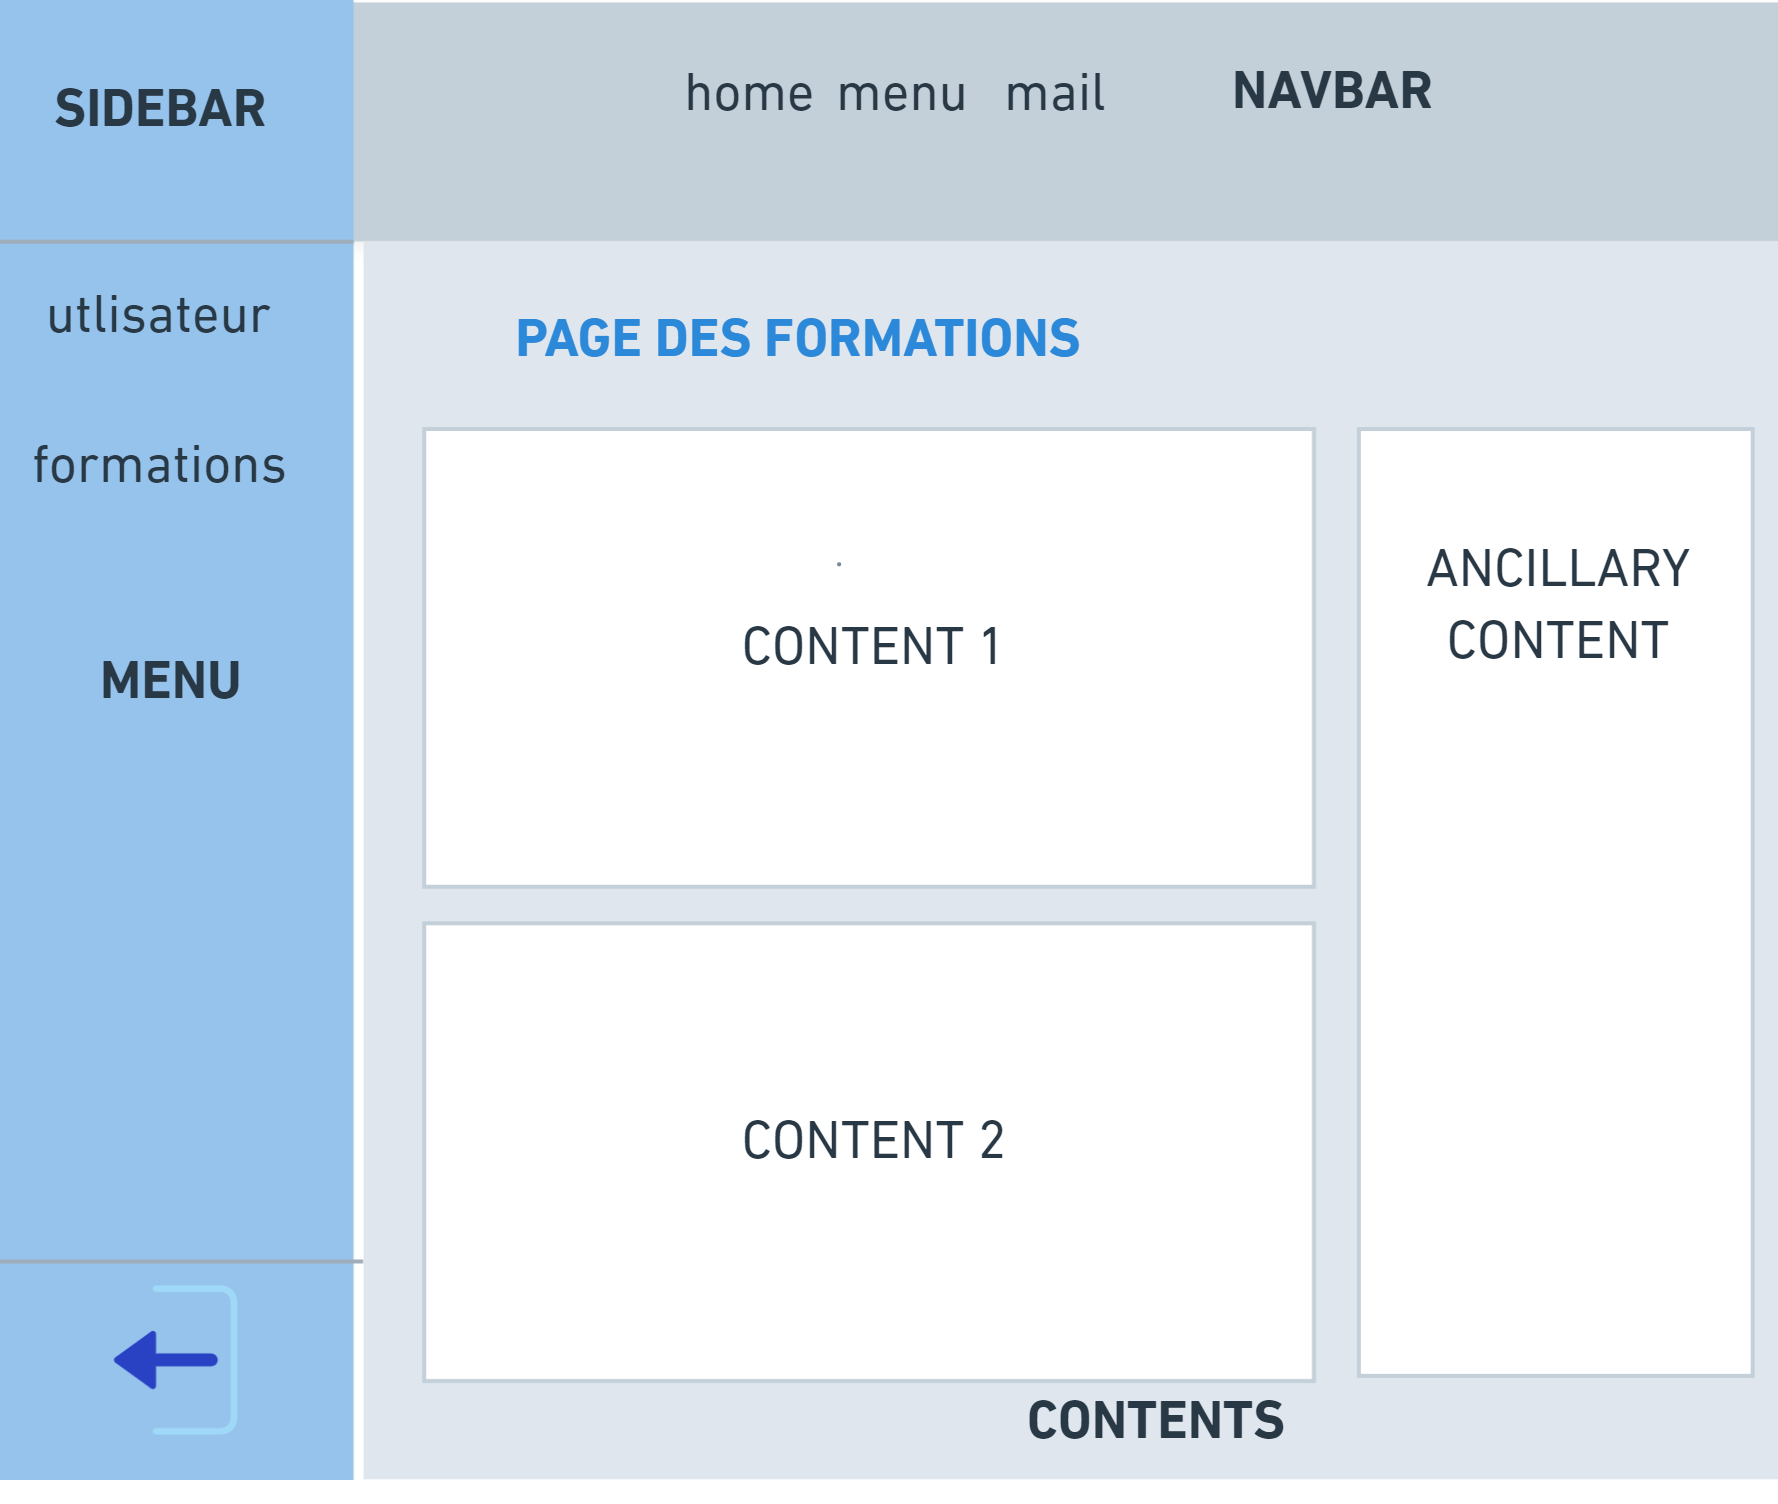 SIDEBAR
home menu mail NAVBAR
utlisateur
formations
MENU
PAGE DES FORMATIONS
CONTENT 1
ANCILLARY
CONTENT
CONTENT 2
CONTENTS